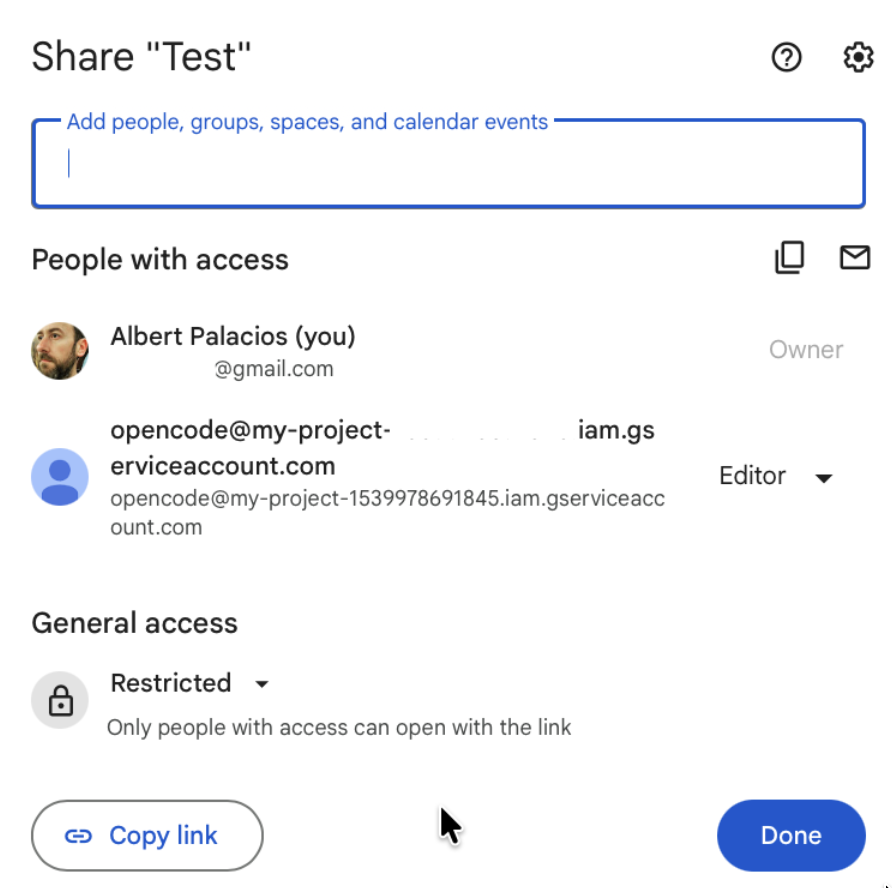 Share "Test"
Add people, groups, spaces, and calendar events
People with access
Albert Palacios (you)
@gmail.com
Owner
opencode@my-project- iam.gs
erviceaccount.com
opencode@my-project-1539978691845.iam.gserviceacc
ount.com
Editor
General access
Restricted
Only people with access can open with the link
Copy link
Done